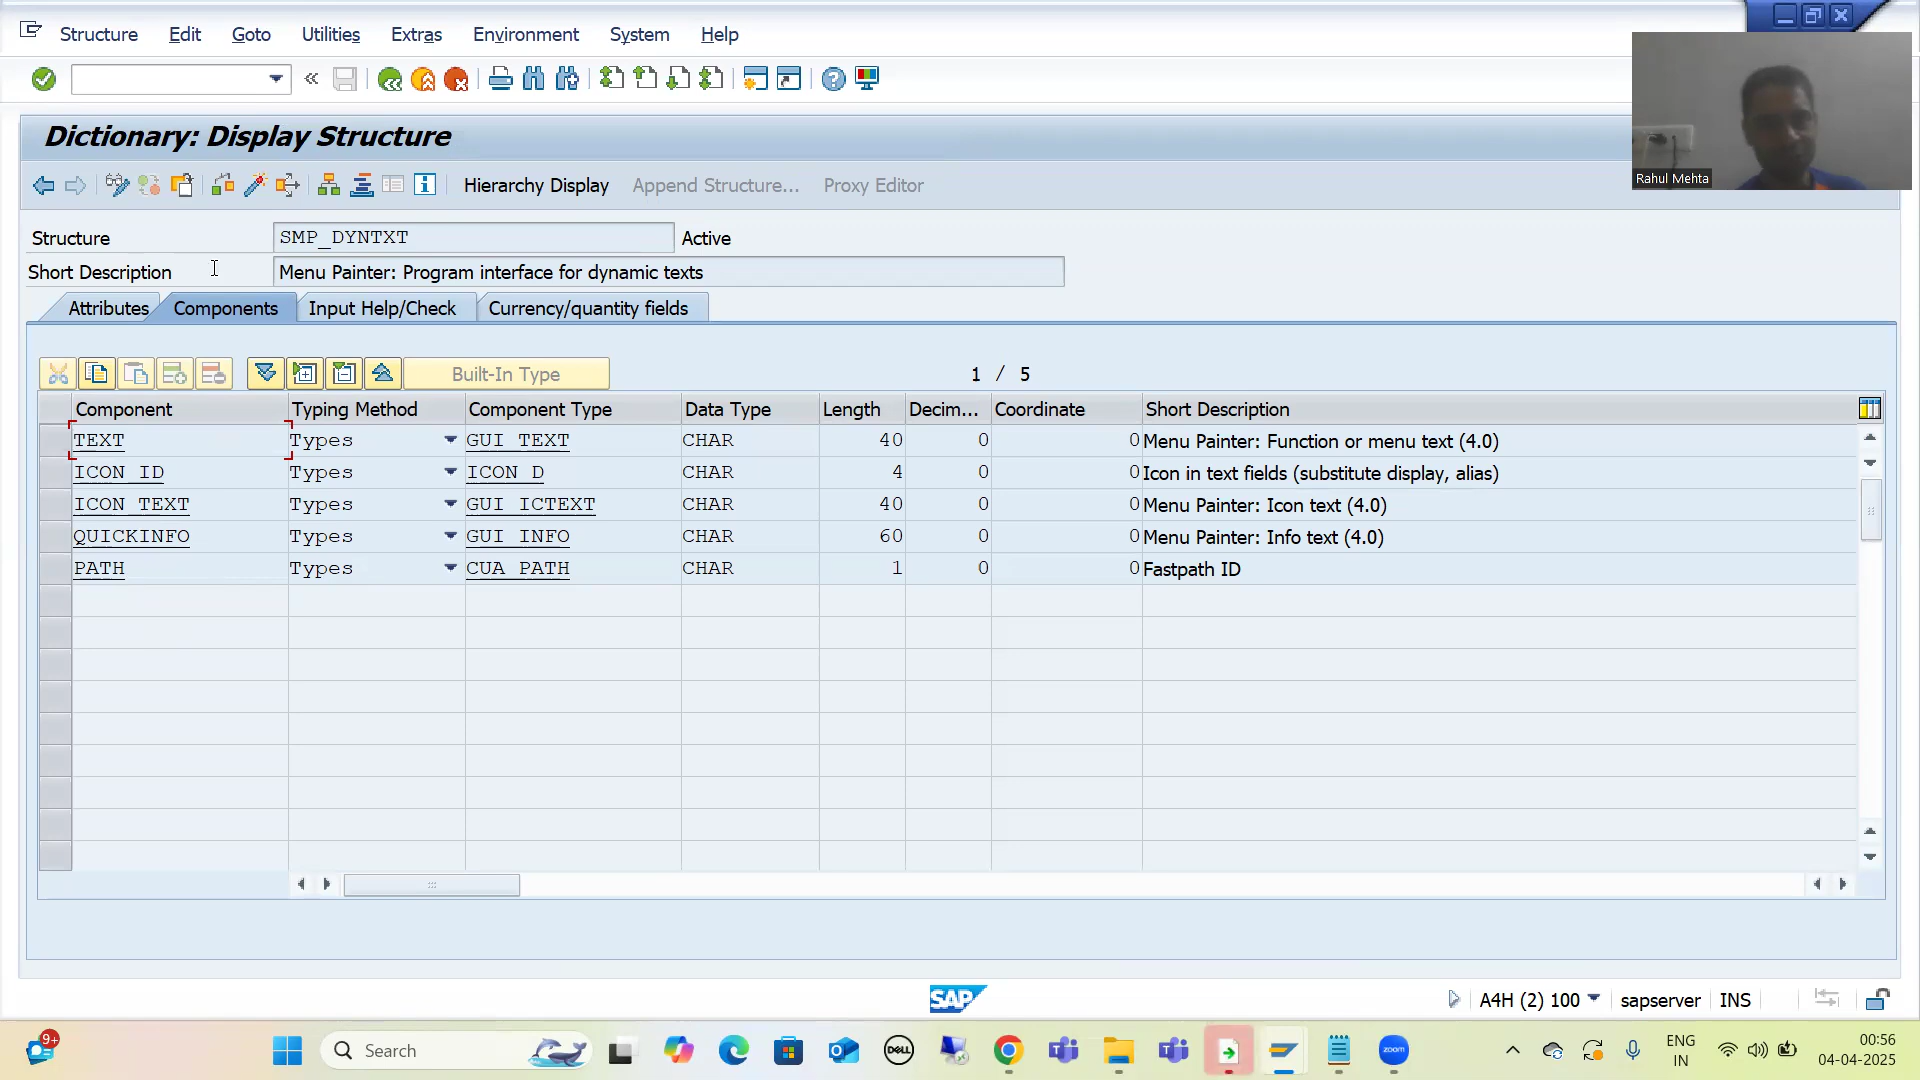 Structure Edit Goto Utilities Extras Environment System Help
Rahul Mehta
Dictionary: Display Structure
Hierarchy Display Append Structure... Proxy Editor
Structure SMP_DYNTXT Active
Short Description Menu Painter: Program interface for dynamic texts
Attributes Components Input Help/Check Currency/quantity fields
Built-In Type 1 / 5
Component Typing Method Component Type Data Type Length Decim... Coordinate Short Description
TEXT Types GUI_TEXT CHAR 40 0 0 Menu Painter: Function or menu text (4.0)
ICON_ID Types ICON_D CHAR 4 0 0 Icon in text fields (substitute display, alias)
ICON_TEXT Types GUI_ICTEXT CHAR 40 0 0 Menu Painter: Icon text (4.0)
QUICKINFO Types GUI_INFO CHAR 60 0 0 Menu Painter: Info text (4.0)
PATH Types CUA_PATH CHAR 1 0 0 Fastpath ID
SAP A4H (2) 100 sapserver INS
9+ Search DELL zoom ENG IN 00:56 04-04-2025